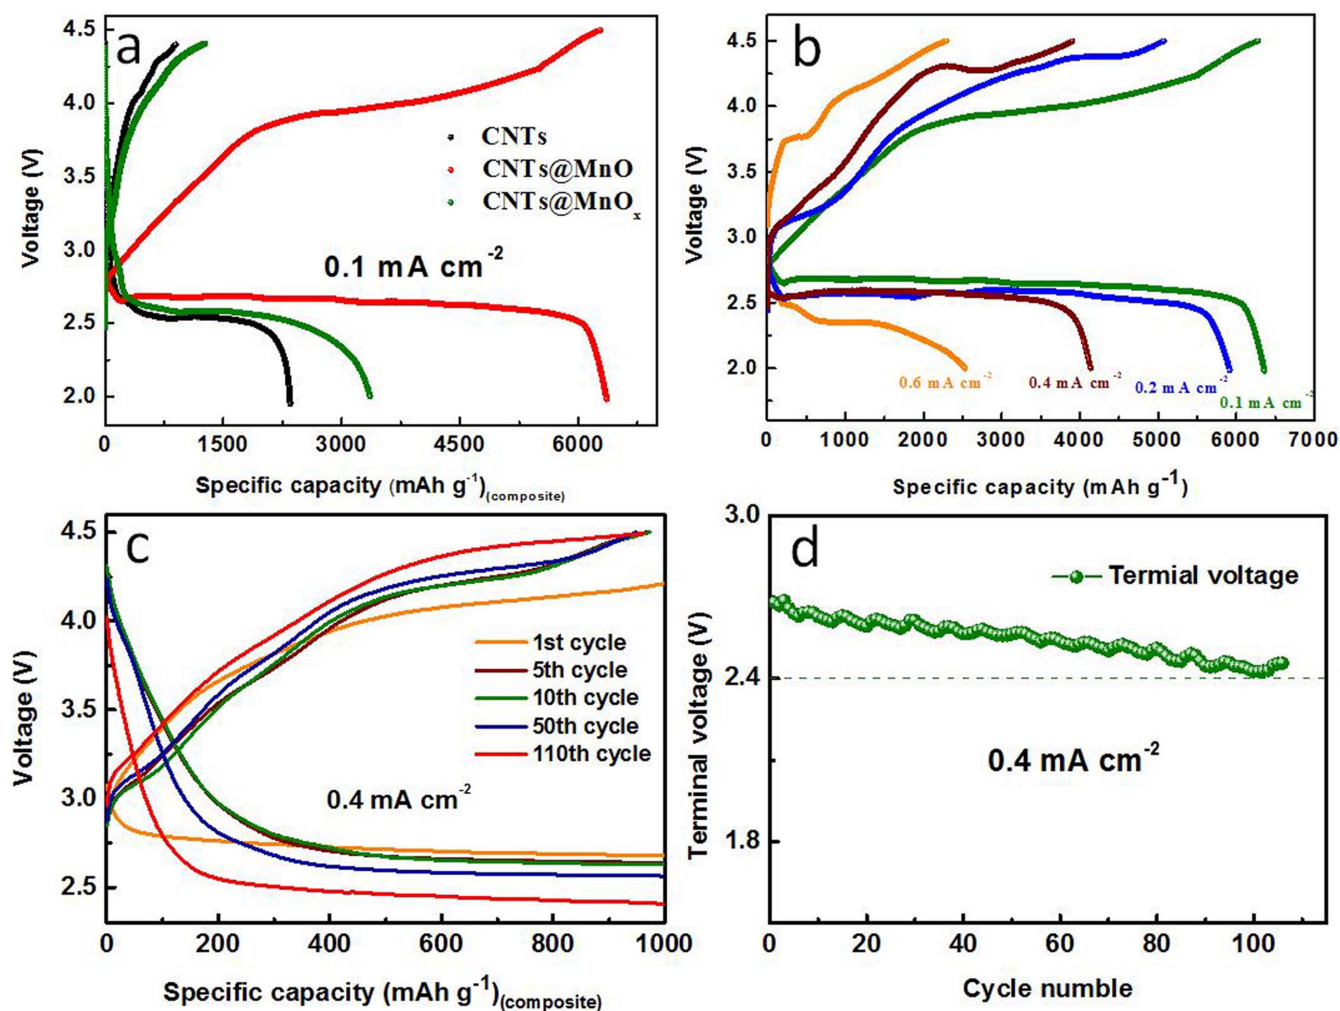 a
4.5
4.0
3.5
3.0
2.5
2.0
Voltage (V)
CNTs
CNTs@MnO
CNTs@MnOₓ
0.1 mA cm⁻²
0 1500 3000 4500 6000
Specific capacity (mAh g⁻¹)(composite)
b
4.5
4.0
3.5
3.0
2.5
2.0
Voltage (V)
0.6 mA cm⁻²
0.4 mA cm⁻²
0.2 mA cm⁻²
0.1 mA cm⁻²
0 1000 2000 3000 4000 5000 6000 7000
Specific capacity (mAh g⁻¹)
c
4.5
4.0
3.5
3.0
2.5
Voltage (V)
1st cycle
5th cycle
10th cycle
50th cycle
110th cycle
0.4 mA cm⁻²
0 200 400 600 800 1000
Specific capacity (mAh g⁻¹)(composite)
d
3.0
2.4
1.8
Terminal voltage (V)
Termial voltage
0.4 mA cm⁻²
0 20 40 60 80 100
Cycle numble